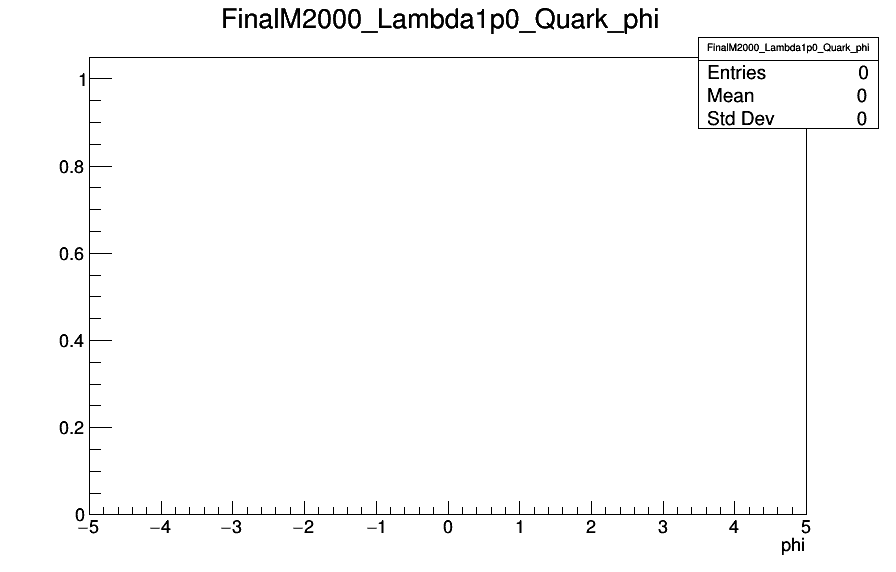 FinalM2000_Lambda1p0_Quark_phi
FinalM2000_Lambda1p0_Quark_phi
Entries 0
Mean 0
Std Dev 0
1
0.8
0.6
0.4
0.2
0
−5 −4 −3 −2 −1 0 1 2 3 4 5
phi